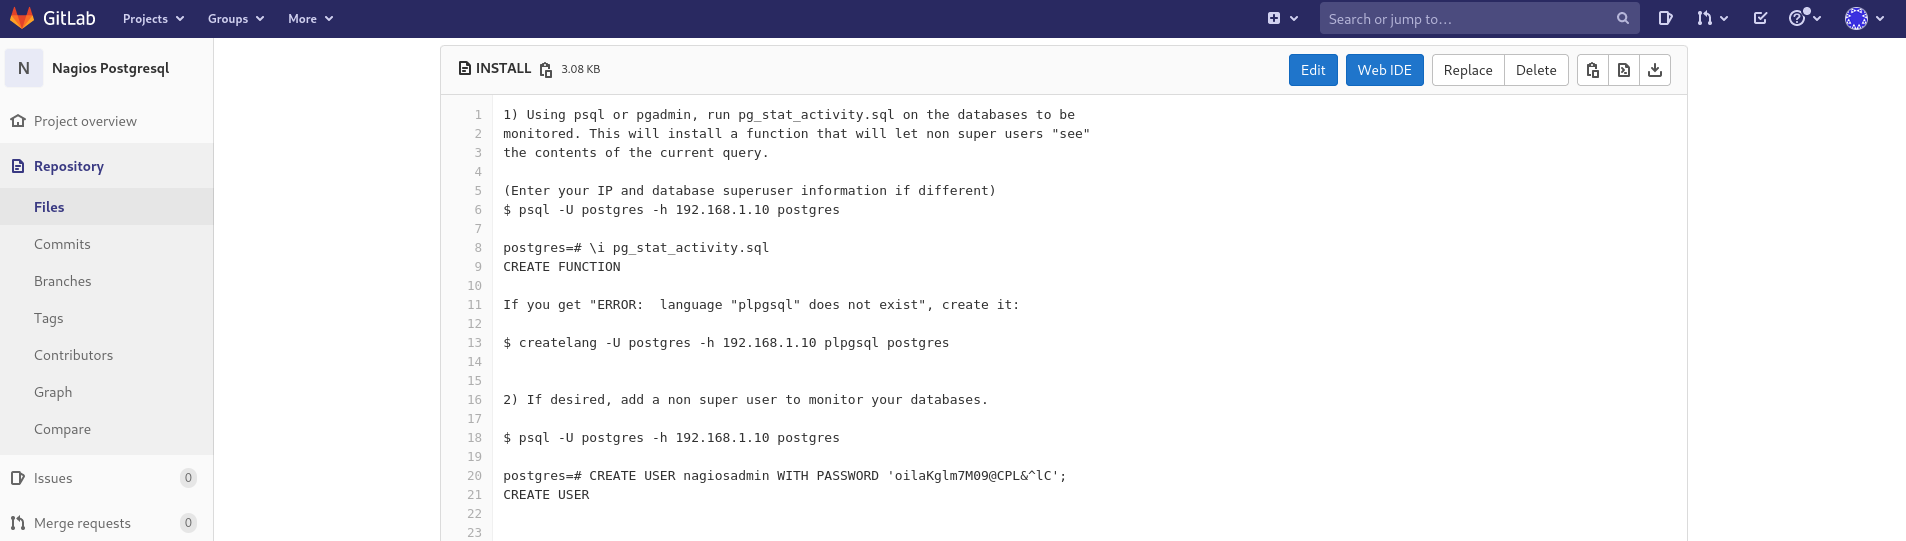 GitLab Projects Groups More Search or jump to...
N Nagios Postgresql
Project overview
Repository
Files
Commits
Branches
Tags
Contributors
Graph
Compare
Issues 0
Merge requests 0
INSTALL 3.08 KB Edit Web IDE Replace Delete
1 1) Using psql or pgadmin, run pg_stat_activity.sql on the databases to be
2 monitored. This will install a function that will let non super users "see"
3 the contents of the current query.
4
5 (Enter your IP and database superuser information if different)
6 $ psql -U postgres -h 192.168.1.10 postgres
7
8 postgres=# \i pg_stat_activity.sql
9 CREATE FUNCTION
10
11 If you get "ERROR:  language "plpgsql" does not exist", create it:
12
13 $ createlang -U postgres -h 192.168.1.10 plpgsql postgres
14
15
16 2) If desired, add a non super user to monitor your databases.
17
18 $ psql -U postgres -h 192.168.1.10 postgres
19
20 postgres=# CREATE USER nagiosadmin WITH PASSWORD 'oilaKglm7M09@CPL&^lC';
21 CREATE USER
22
23